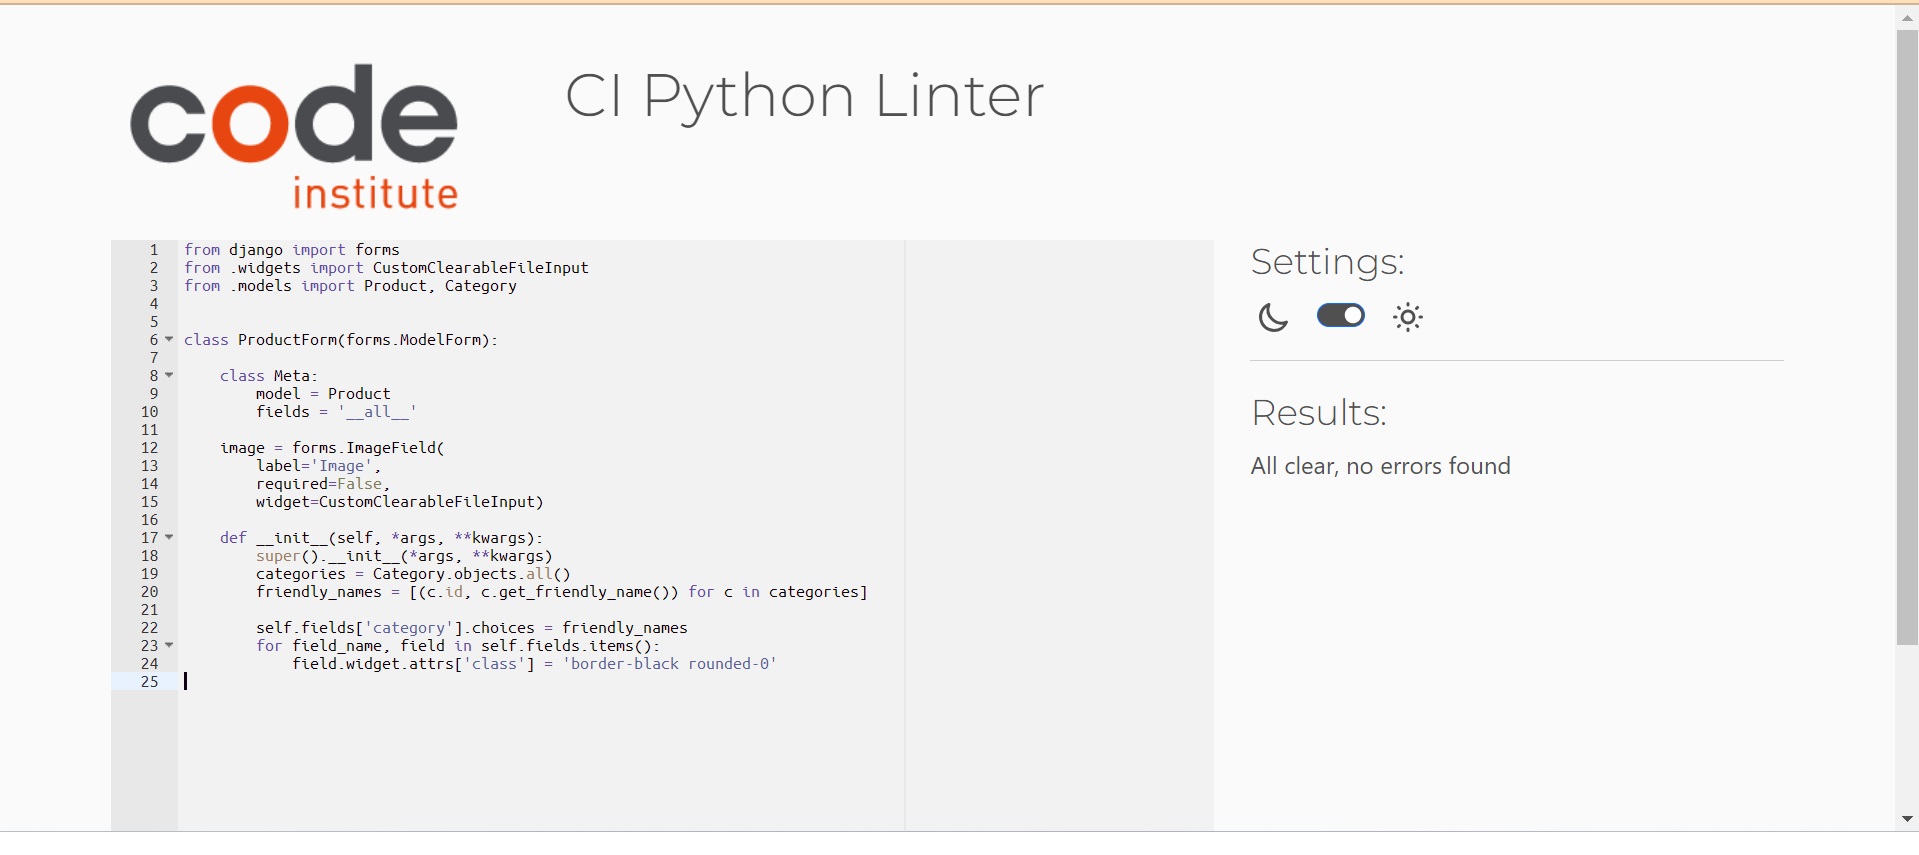 code
institute
CI Python Linter
1 from django import forms
2 from .widgets import CustomClearableFileInput
3 from .models import Product, Category
4
5
6 class ProductForm(forms.ModelForm):
7
8     class Meta:
9         model = Product
10         fields = '__all__'
11
12     image = forms.ImageField(
13         label='Image',
14         required=False,
15         widget=CustomClearableFileInput)
16
17     def __init__(self, *args, **kwargs):
18         super().__init__(*args, **kwargs)
19         categories = Category.objects.all()
20         friendly_names = [(c.id, c.get_friendly_name()) for c in categories]
21
22         self.fields['category'].choices = friendly_names
23         for field_name, field in self.fields.items():
24             field.widget.attrs['class'] = 'border-black rounded-0'
25
Settings:
Results:
All clear, no errors found